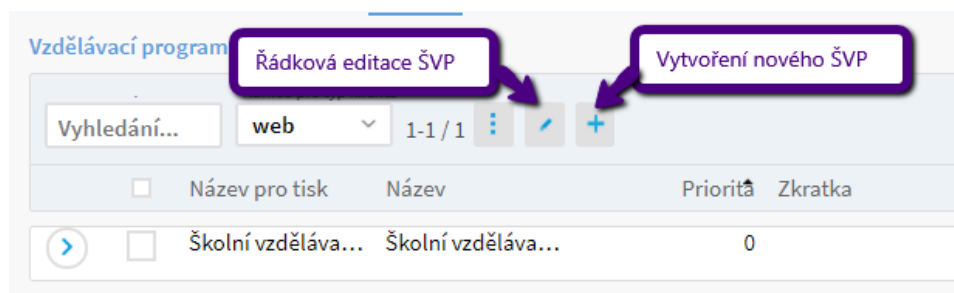 Vzdělávací program
Řádková editace ŠVP
Vytvoření nového ŠVP
Vyhledání...
web
1-1 / 1
Název pro tisk
Název
Priorita
Zkratka
Školní vzděláva...
Školní vzděláva...
0